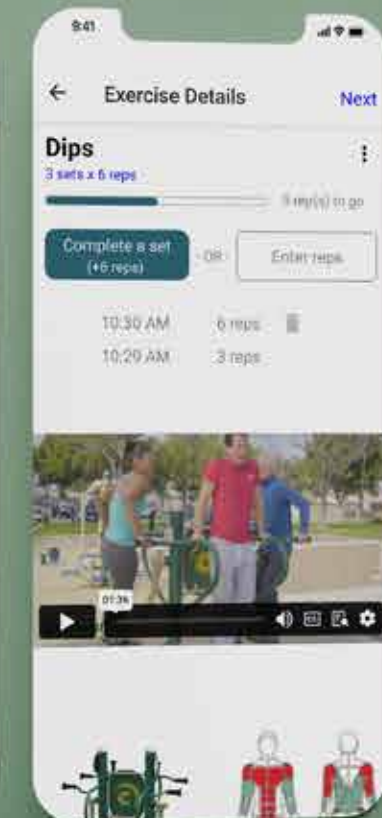 9:41
Exercise Details
Next
Dips
3 sets x 6 reps
9 rep(s) to go
Complete a set
(+6 reps)
OR
Enter reps
10:30 AM 6 reps
10:29 AM 3 reps
01:36